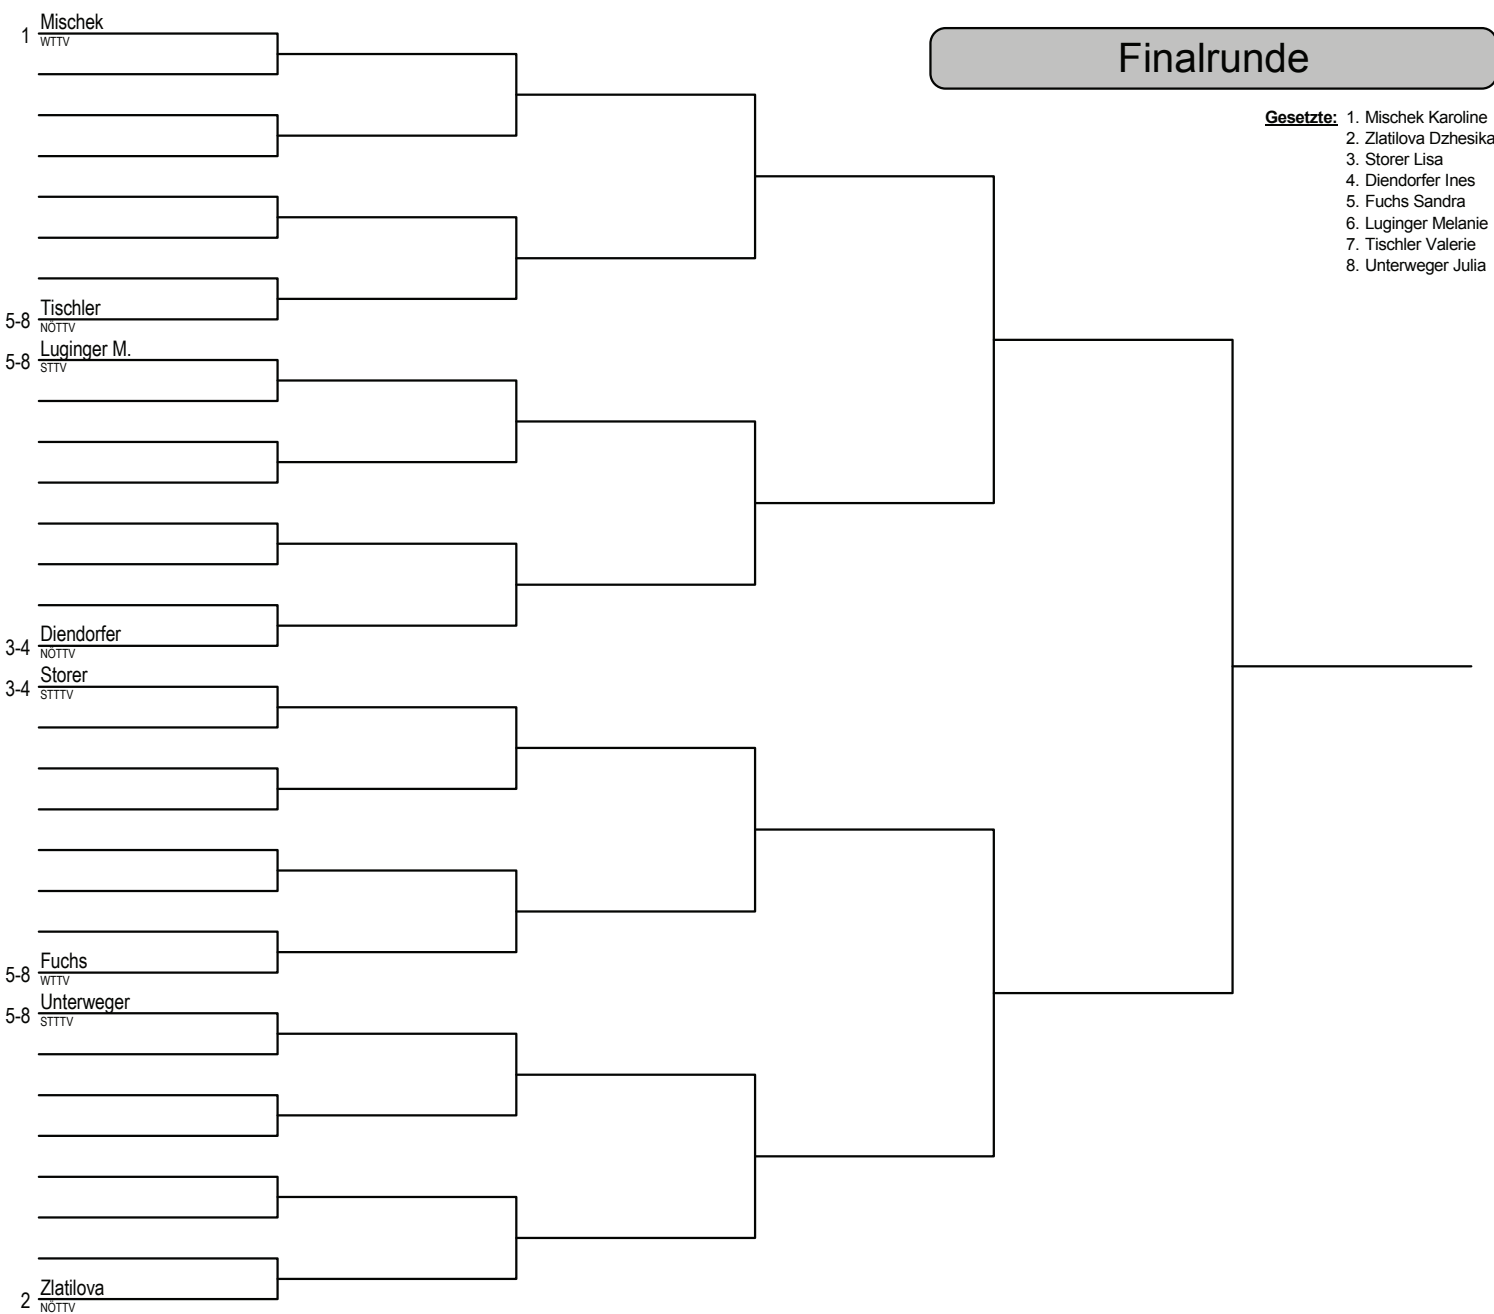 Mischek
1
WTTV
Finalrunde
Gesetzte: 1. Mischek Karoline
2. Zlatilova Dzhesika
3. Storer Lisa
4. Diendorfer Ines
5. Fuchs Sandra
6. Luginger Melanie
7. Tischler Valerie
8. Unterweger Julia
Tischler
5-8
NÖTTV
Luginger M.
5-8
STTV
Diendorfer
3-4
NÖTTV
Storer
3-4
STTTV
Fuchs
5-8
WTTV
Unterweger
5-8
STTTV
Zlatilova
2
NÖTTV